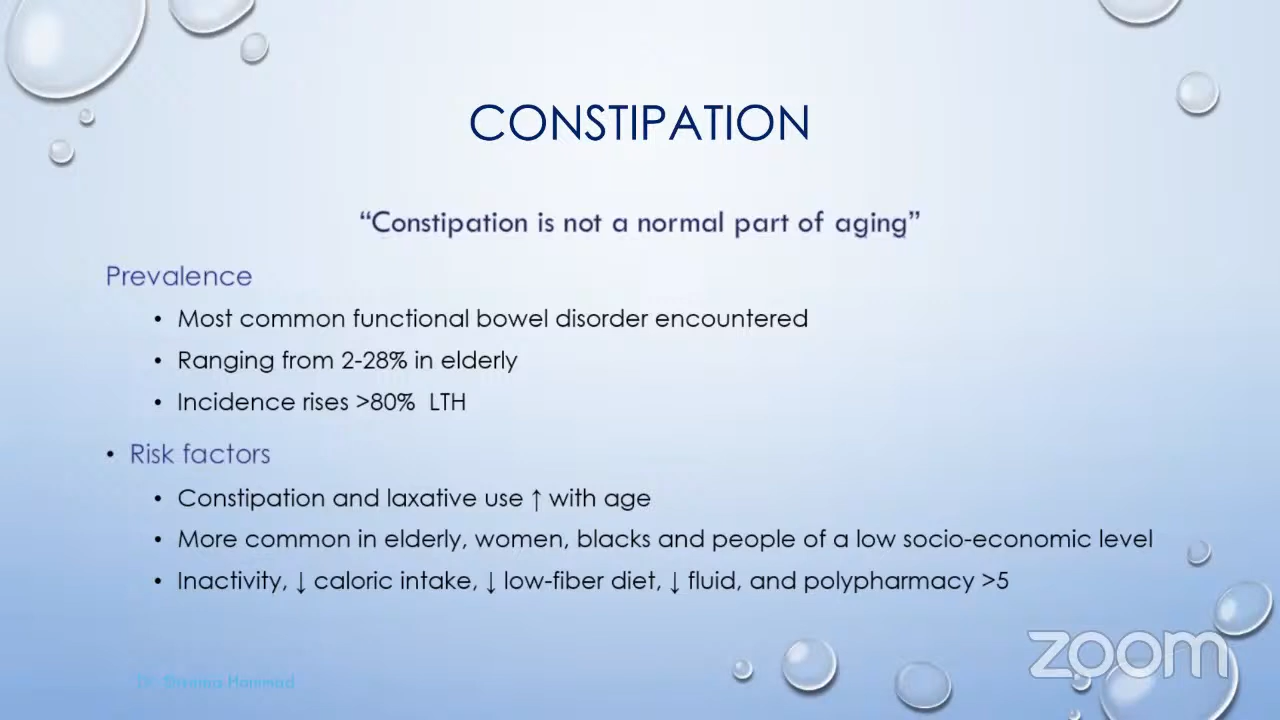 CONSTIPATION
“Constipation is not a normal part of aging”
Prevalence
• Most common functional bowel disorder encountered
• Ranging from 2-28% in elderly
• Incidence rises >80% LTH
• Risk factors
• Constipation and laxative use ↑ with age
• More common in elderly, women, blacks and people of a low socio-economic level
• Inactivity, ↓ caloric intake, ↓ low-fiber diet, ↓ fluid, and polypharmacy >5
zoom
Hammad